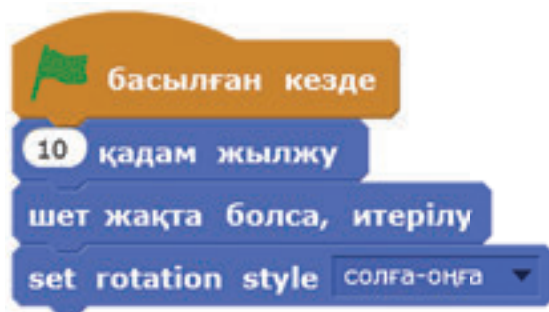 басылған кезде
10 қадам жылжу
шет жақта болса, итерілу
set rotation style солға-оңға